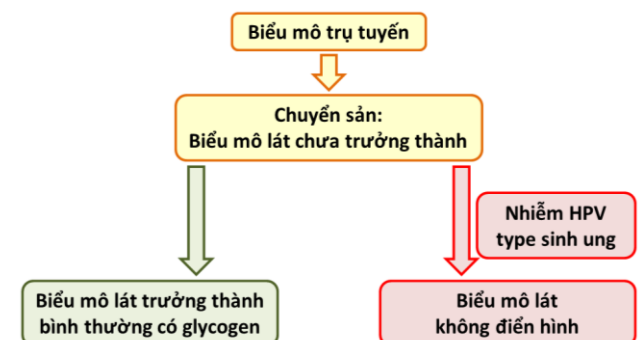 Biểu mô trụ tuyến
Chuyển sản:
Biểu mô lát chưa trưởng thành
Nhiễm HPV
type sinh ung
Biểu mô lát trưởng thành
bình thường có glycogen
Biểu mô lát
không điển hình